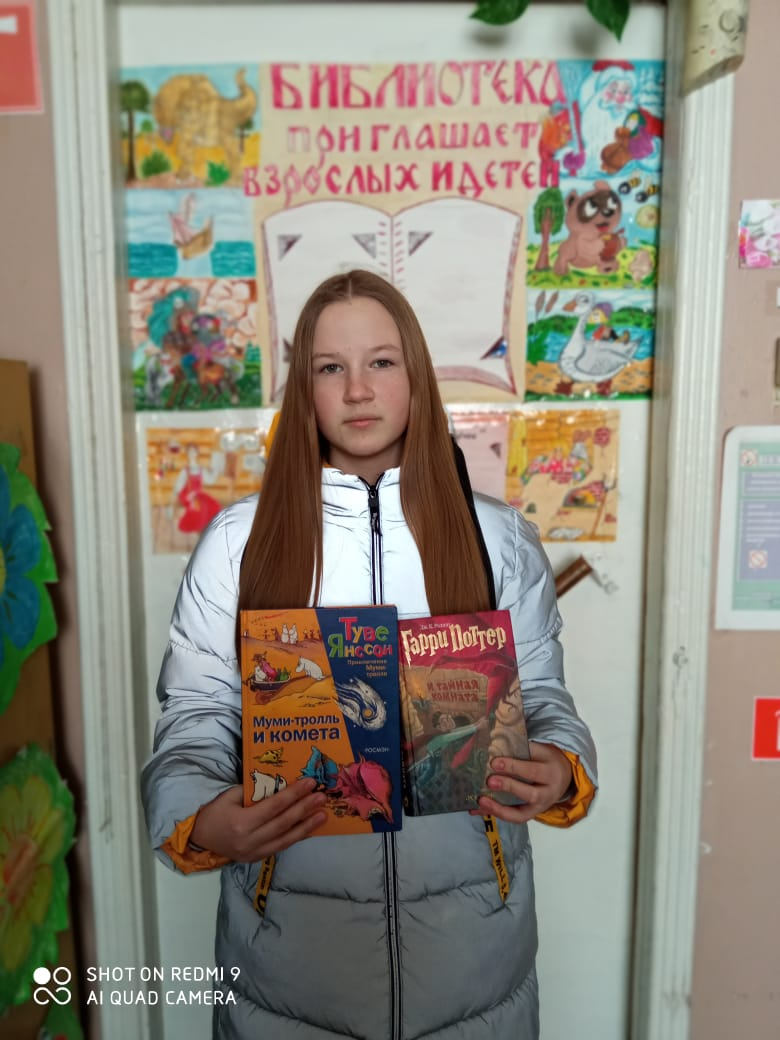 БИБЛИОТЕКА
приглашает
взрослых и детей
Туве
Янссон
Приключения
Муми-
тролля
Муми-тролль
и комета
РОСМЭН
Дж. К. Ролинг
Гарри Поттер
и тайная
комната
SHOT ON REDMI 9
AI QUAD CAMERA